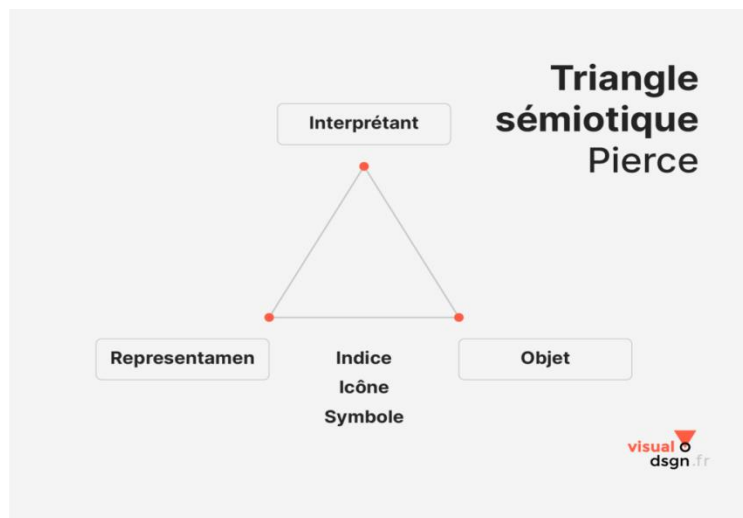 Triangle
sémiotique
Pierce
Interprétant
Representamen
Indice
Objet
Icône
Symbole
visual
dsgn.fr